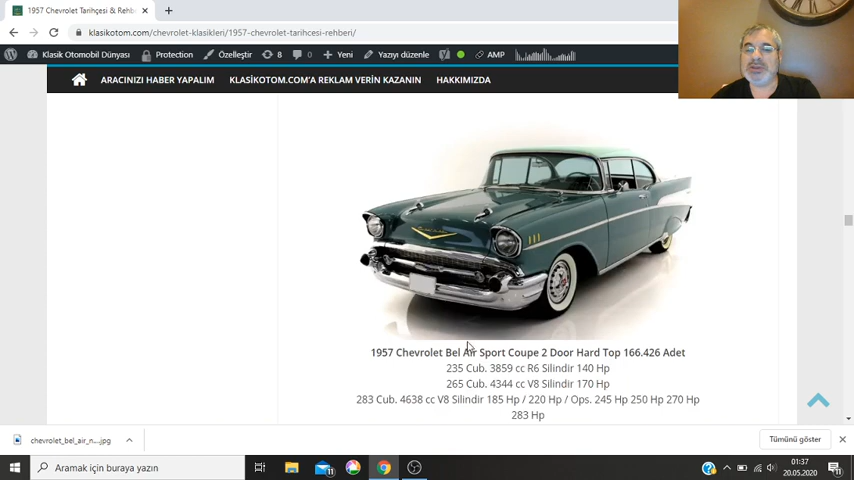 1957 Chevrolet Tarihçesi & Rehb
klasikotom.com/chevrolet-klasikleri/1957-chevrolet-tarihcesi-rehberi/
Klasik Otomobil Dünyası Protection Özelleştir 8 0 Yeni Yazıyı düzenle AMP
ARACINIZI HABER YAPALIM KLASİKOTOM.COM'A REKLAM VERİN KAZANIN HAKKIMIZDA
1957 Chevrolet Bel Air Sport Coupe 2 Door Hard Top 166.426 Adet
235 Cub. 3859 cc R6 Silindir 140 Hp
265 Cub. 4344 cc V8 Silindir 170 Hp
283 Cub. 4638 cc V8 Silindir 185 Hp / 220 Hp / Ops. 245 Hp 250 Hp 270 Hp
283 Hp
chevrolet_bel_air_n....jpg
Tümünü göster
Aramak için buraya yazın
11
01:37
20.05.2020
11